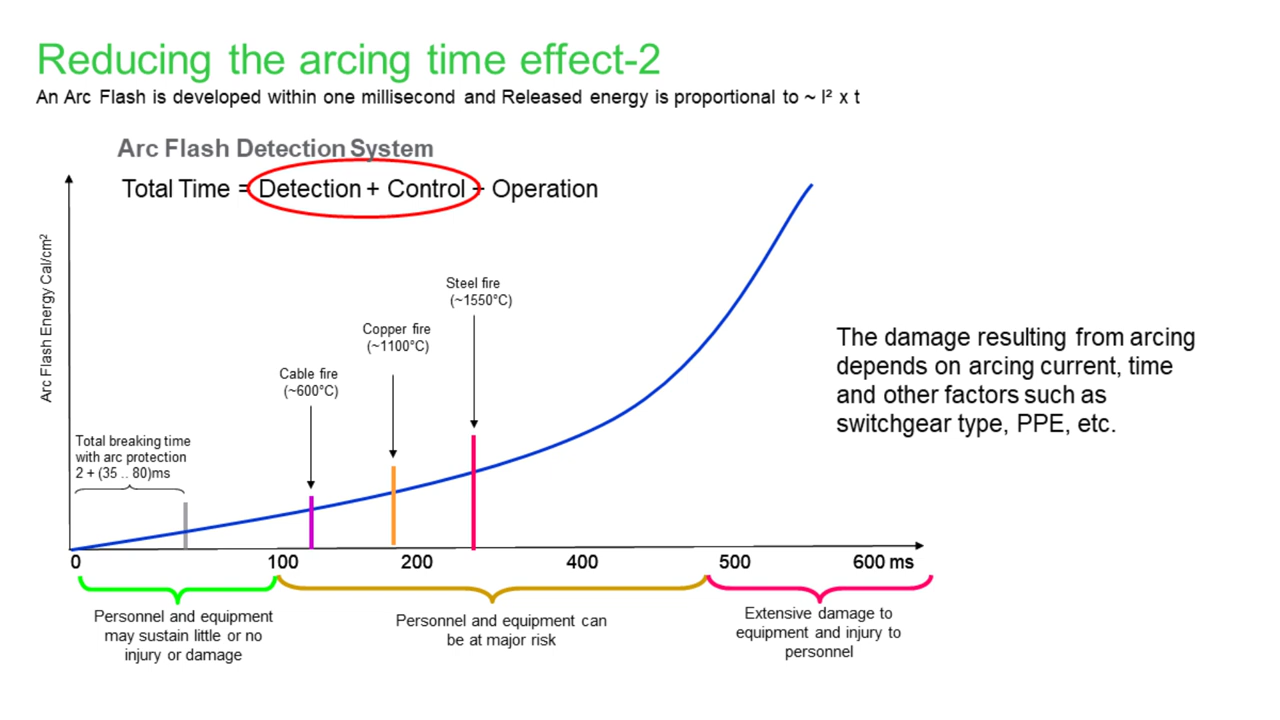 Reducing the arcing time effect-2
An Arc Flash is developed within one millisecond and Released energy is proportional to ~ I² x t
Arc Flash Detection System
Total Time = Detection + Control + Operation
Arc Flash Energy Cal/cm²
Steel fire
(~1550°C)
Copper fire
(~1100°C)
Cable fire
(~600°C)
Total breaking time
with arc protection
2 + (35 .. 80)ms
The damage resulting from arcing
depends on arcing current, time
and other factors such as
switchgear type, PPE, etc.
0 100 200 400 500 600 ms
Personnel and equipment
may sustain little or no
injury or damage
Personnel and equipment can
be at major risk
Extensive damage to
equipment and injury to
personnel